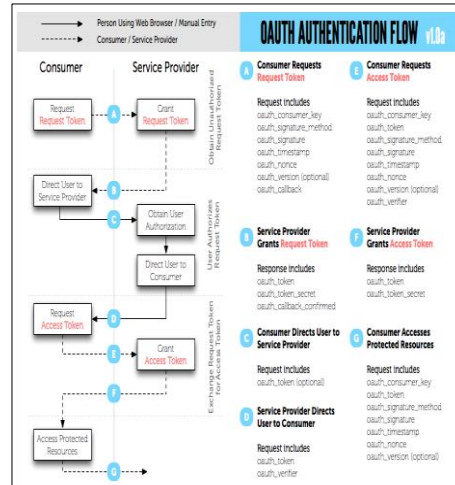 Person Using Web Browser / Manual Entry
Consumer / Service Provider
OAUTH AUTHENTICATION FLOW v1.0a
Consumer
Service Provider
Request
Request Token
A
Grant
Request Token
Obtain Unauthorized
Request Token
B
Direct User to
Service Provider
C
Obtain User
Authorization
User Authorizes
Request Token
Direct User to
Consumer
Request
Access Token
D
E
Grant
Access Token
Exchange Request Token
for Access Token
F
Access Protected
Resources
G
A
Consumer Requests
Request Token
Request includes
oauth_consumer_key
oauth_signature_method
oauth_signature
oauth_timestamp
oauth_nonce
oauth_version (optional)
oauth_callback
B
Service Provider
Grants Request Token
Response includes
oauth_token
oauth_token_secret
oauth_callback_confirmed
C
Consumer Directs User to
Service Provider
Request includes
oauth_token (optional)
D
Service Provider Directs
User to Consumer
Request includes
oauth_token
oauth_verifier
E
Consumer Requests
Access Token
Request includes
oauth_consumer_key
oauth_token
oauth_signature_method
oauth_signature
oauth_timestamp
oauth_nonce
oauth_version (optional)
oauth_verifier
F
Service Provider
Grants Access Token
Response includes
oauth_token
oauth_token_secret
G
Consumer Accesses
Protected Resources
Request includes
oauth_consumer_key
oauth_token
oauth_signature_method
oauth_signature
oauth_timestamp
oauth_nonce
oauth_version (optional)